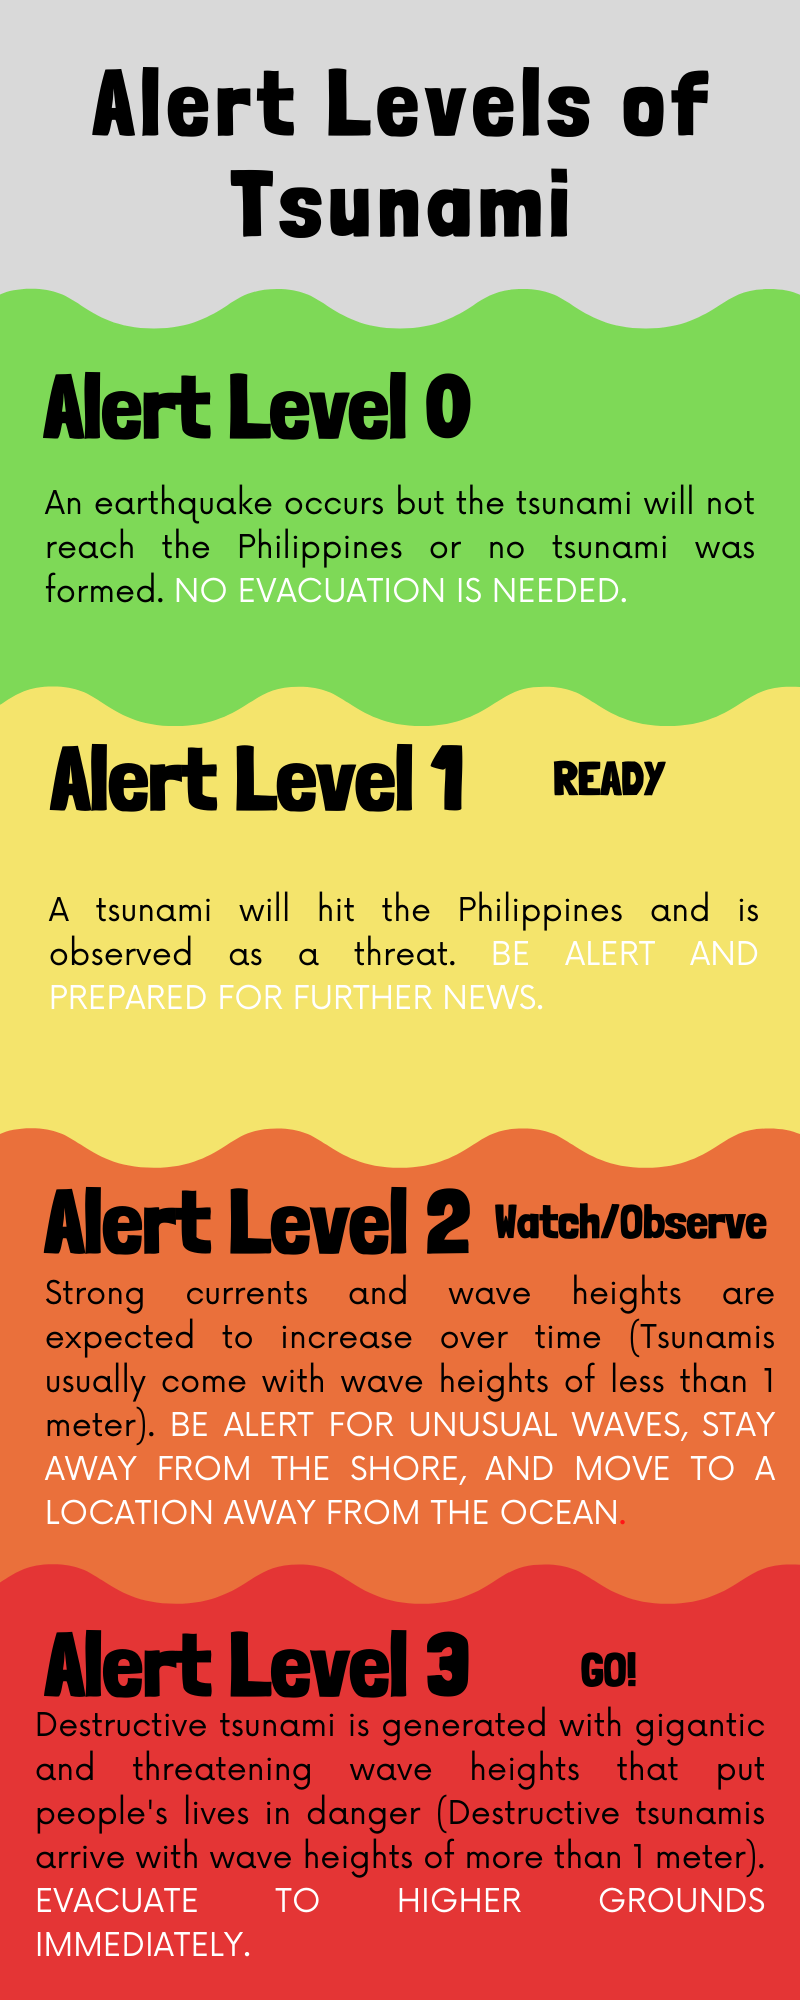 Alert Levels of
Tsunami
Alert Level 0
An earthquake occurs but the tsunami will not
reach the Philippines or no tsunami was
formed. NO EVACUATION IS NEEDED.
Alert Level 1 READY
A tsunami will hit the Philippines and is
observed as a threat. BE ALERT AND
PREPARED FOR FURTHER NEWS.
Alert Level 2 Watch/Observe
Strong currents and wave heights are
expected to increase over time (Tsunamis
usually come with wave heights of less than 1
meter). BE ALERT FOR UNUSUAL WAVES, STAY
AWAY FROM THE SHORE, AND MOVE TO A
LOCATION AWAY FROM THE OCEAN.
Alert Level 3 GO!
Destructive tsunami is generated with gigantic
and threatening wave heights that put
people's lives in danger (Destructive tsunamis
arrive with wave heights of more than 1 meter).
EVACUATE TO HIGHER GROUNDS
IMMEDIATELY.